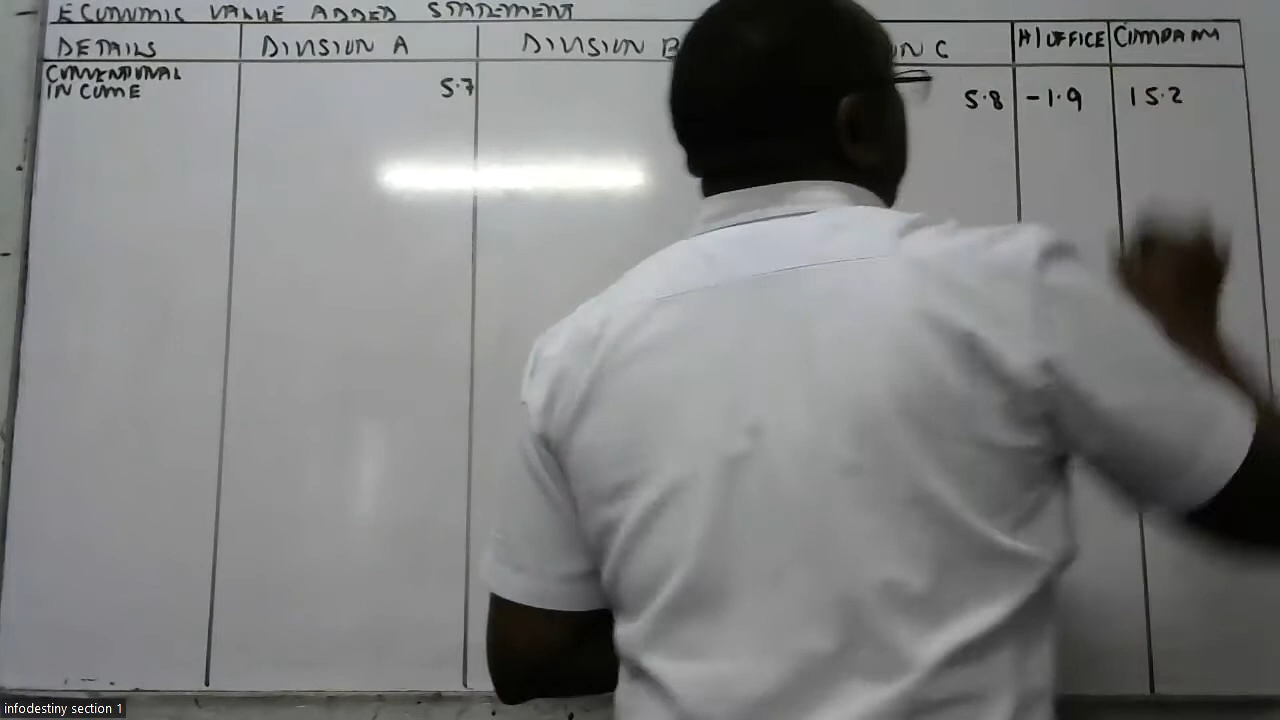 ECONOMIC VALUE ADDED STATEMENT
DETAILS DIVISION A DIVISION B ON C H/OFFICE COMPANY
CONVENTIONAL
INCOME 5.7 5.8 -1.9 15.2
infodestiny section 1